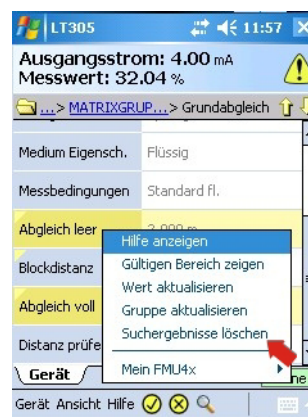 LT305 11:57
Ausgangsstrom: 4.00 mA
Messwert: 32.04 %
...> MATRIXGRUP...> Grundabgleich
Medium Eigensch. Flüssig
Messbedingungen Standard fl.
Abgleich leer
Hilfe anzeigen
Blockdistanz
Gültigen Bereich zeigen
Wert aktualisieren
Abgleich voll
Gruppe aktualisieren
Suchergebnisse löschen
Distanz prüfe
Mein FMU4x
Gerät
ne
Gerät Ansicht Hilfe